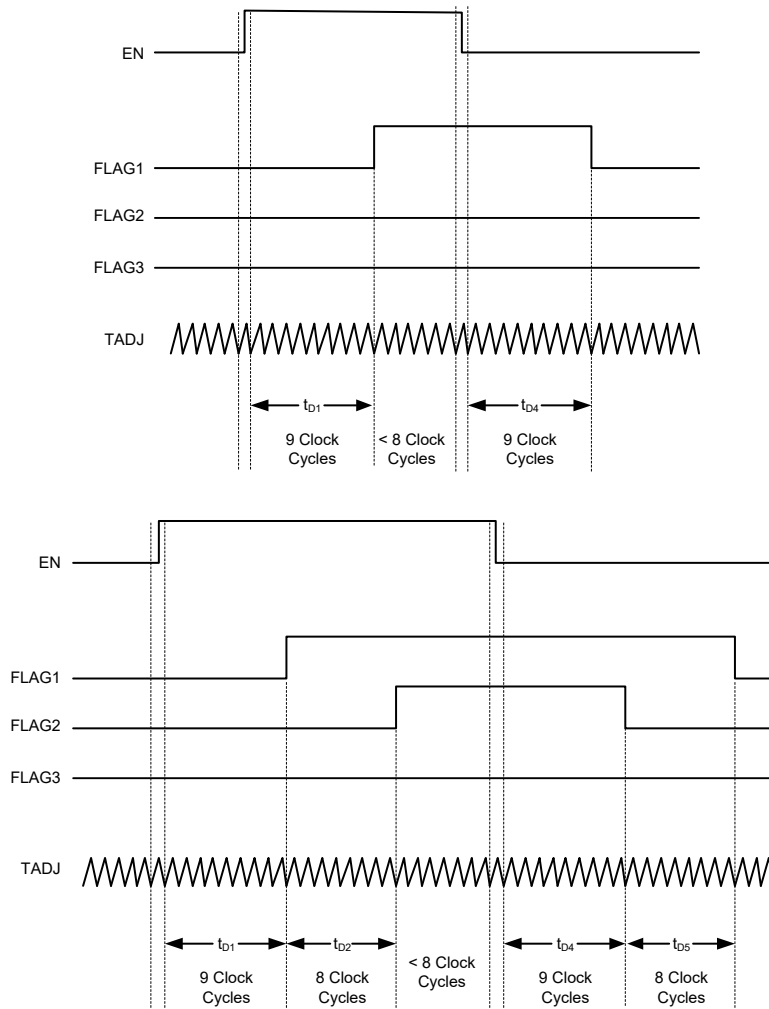 EN
FLAG1
FLAG2
FLAG3
TADJ
tD1
tD4
9 Clock
Cycles
< 8 Clock
Cycles
9 Clock
Cycles
EN
FLAG1
FLAG2
FLAG3
TADJ
tD1
tD2
tD4
tD5
9 Clock
Cycles
8 Clock
Cycles
< 8 Clock
Cycles
9 Clock
Cycles
8 Clock
Cycles